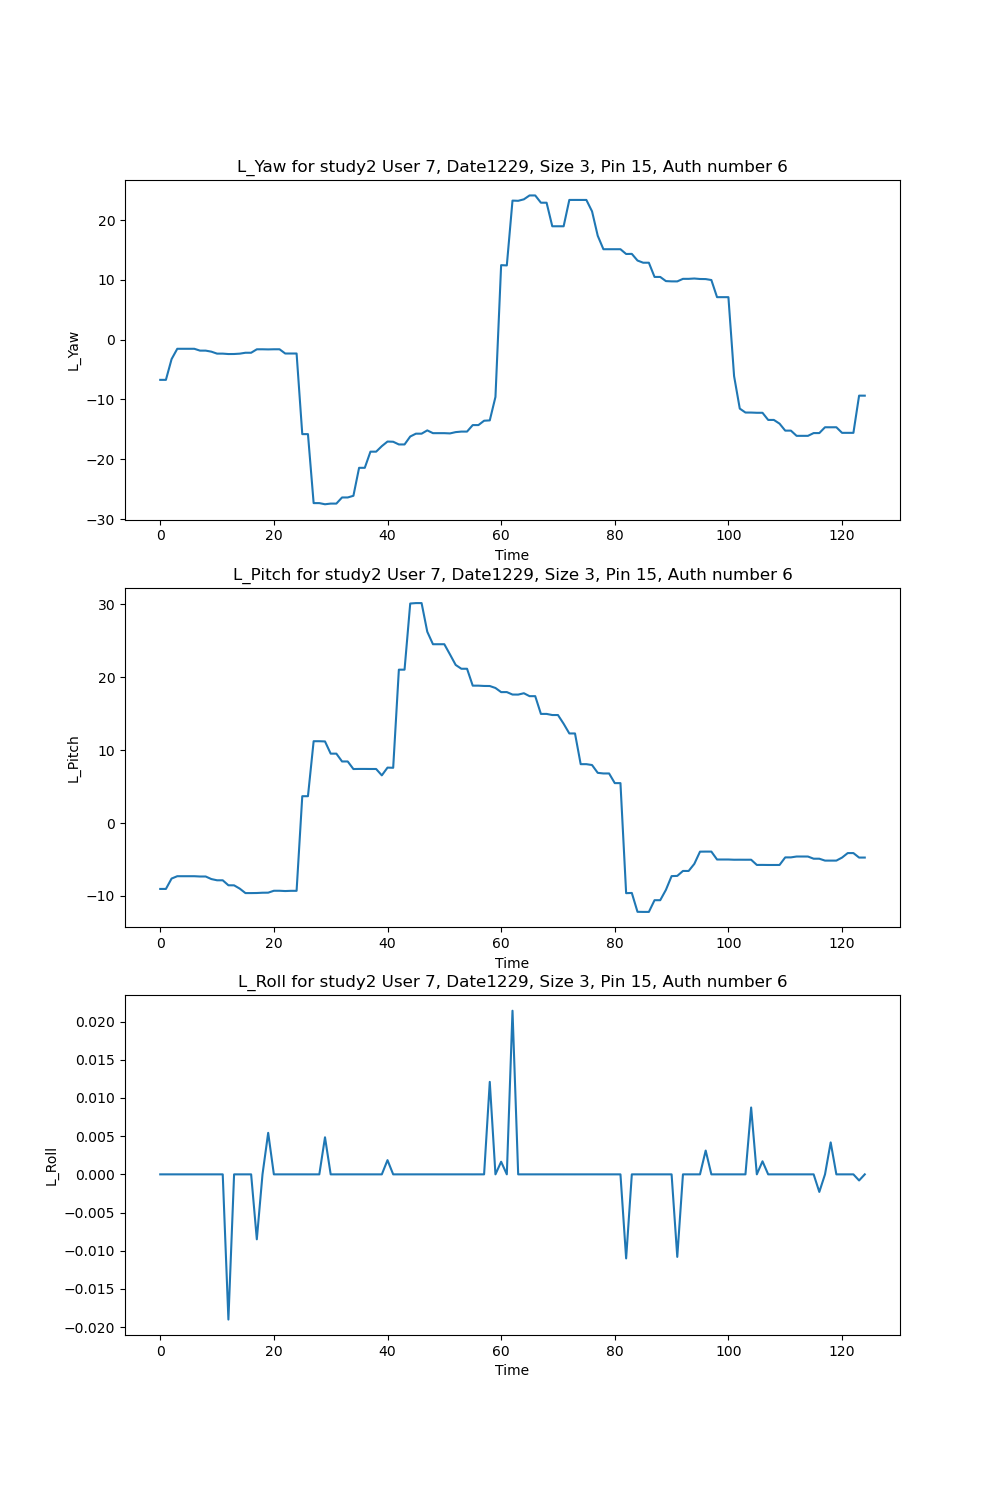 L_Yaw for study2 User 7, Date1229, Size 3, Pin 15, Auth number 6
L_Yaw
20
10
0
−10
−20
−30
0 20 40 60 80 100 120
Time
L_Pitch for study2 User 7, Date1229, Size 3, Pin 15, Auth number 6
L_Pitch
30
20
10
0
−10
0 20 40 60 80 100 120
Time
L_Roll for study2 User 7, Date1229, Size 3, Pin 15, Auth number 6
L_Roll
0.020
0.015
0.010
0.005
0.000
−0.005
−0.010
−0.015
−0.020
0 20 40 60 80 100 120
Time